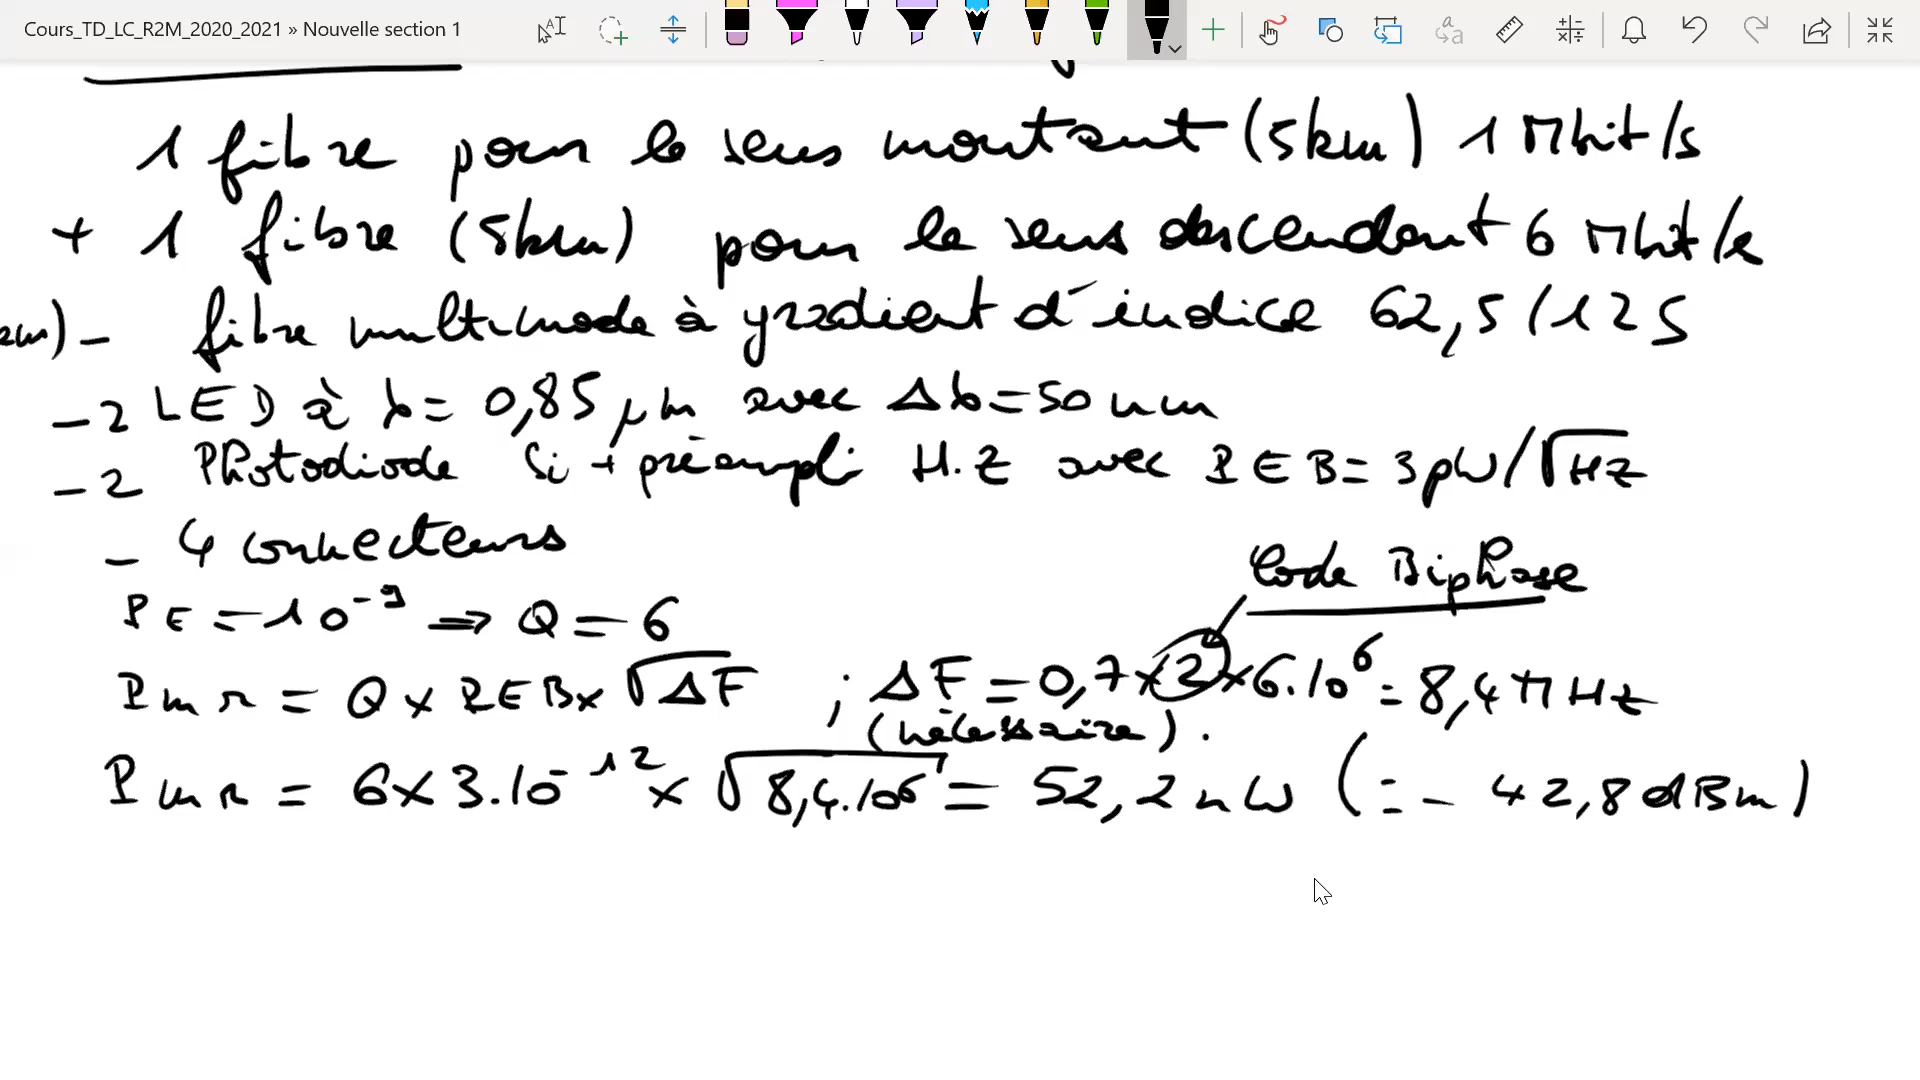 Cours_TD_LC_R2M_2020_2021 » Nouvelle section 1
1 fibre pour le sens montant (5km) 1 Mbit/s
+ 1 fibre (5km) pour le sens descendant 6 Mbit/s
- fibre multimode à gradient d'indice 62,5/125
- 2 LED à λ = 0,85 μm avec Δλ = 50 nm
- 2 Photodiode Si + préampli H.Z avec PEB = 3pW/√Hz
- 4 connecteurs
Code BiPhase
PE = 10⁻⁹ => Q = 6
Pmr = Q x PEB x √ΔF ; ΔF = 0,7 x 2 x 6.10⁶ = 8,4 MHz
(nécessaire).
Pmr = 6 x 3.10⁻¹² x √8,4.10⁶ = 52,2 nW (= - 42,8 dBm)